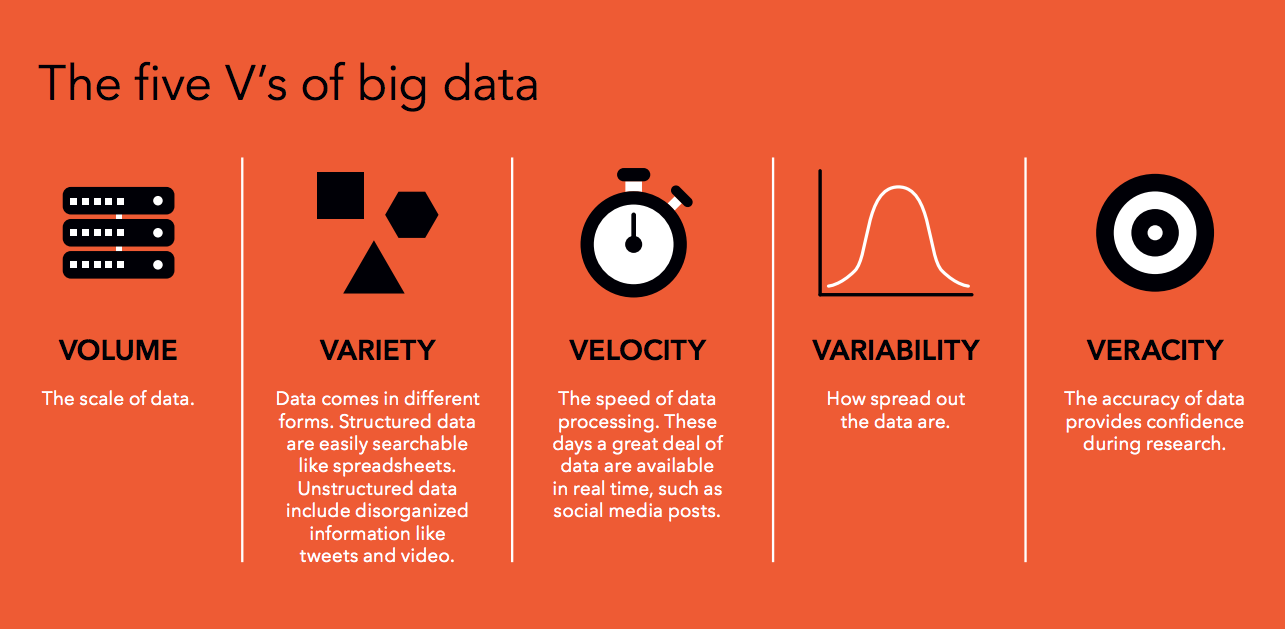 The five V’s of big data
VOLUME
The scale of data.
VARIETY
Data comes in different
forms. Structured data
are easily searchable
like spreadsheets.
Unstructured data
include disorganized
information like
tweets and video.
VELOCITY
The speed of data
processing. These
days a great deal of
data are available
in real time, such as
social media posts.
VARIABILITY
How spread out
the data are.
VERACITY
The accuracy of data
provides confidence
during research.